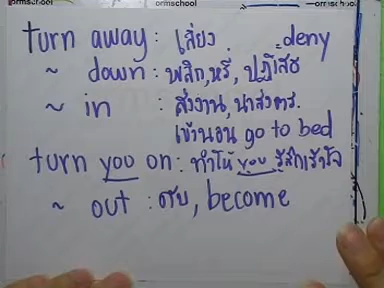 ormschool ormschool ormschool
turn away : เลี่ยง deny
~ down : พลิก, หรี่, ปฏิเสธ
~ in : ส่งงาน, นำส่งตร.
เข้านอน go to bed
turn you on : ทำให้ you รู้สึกเร้าใจ
~ out : ดับ, become